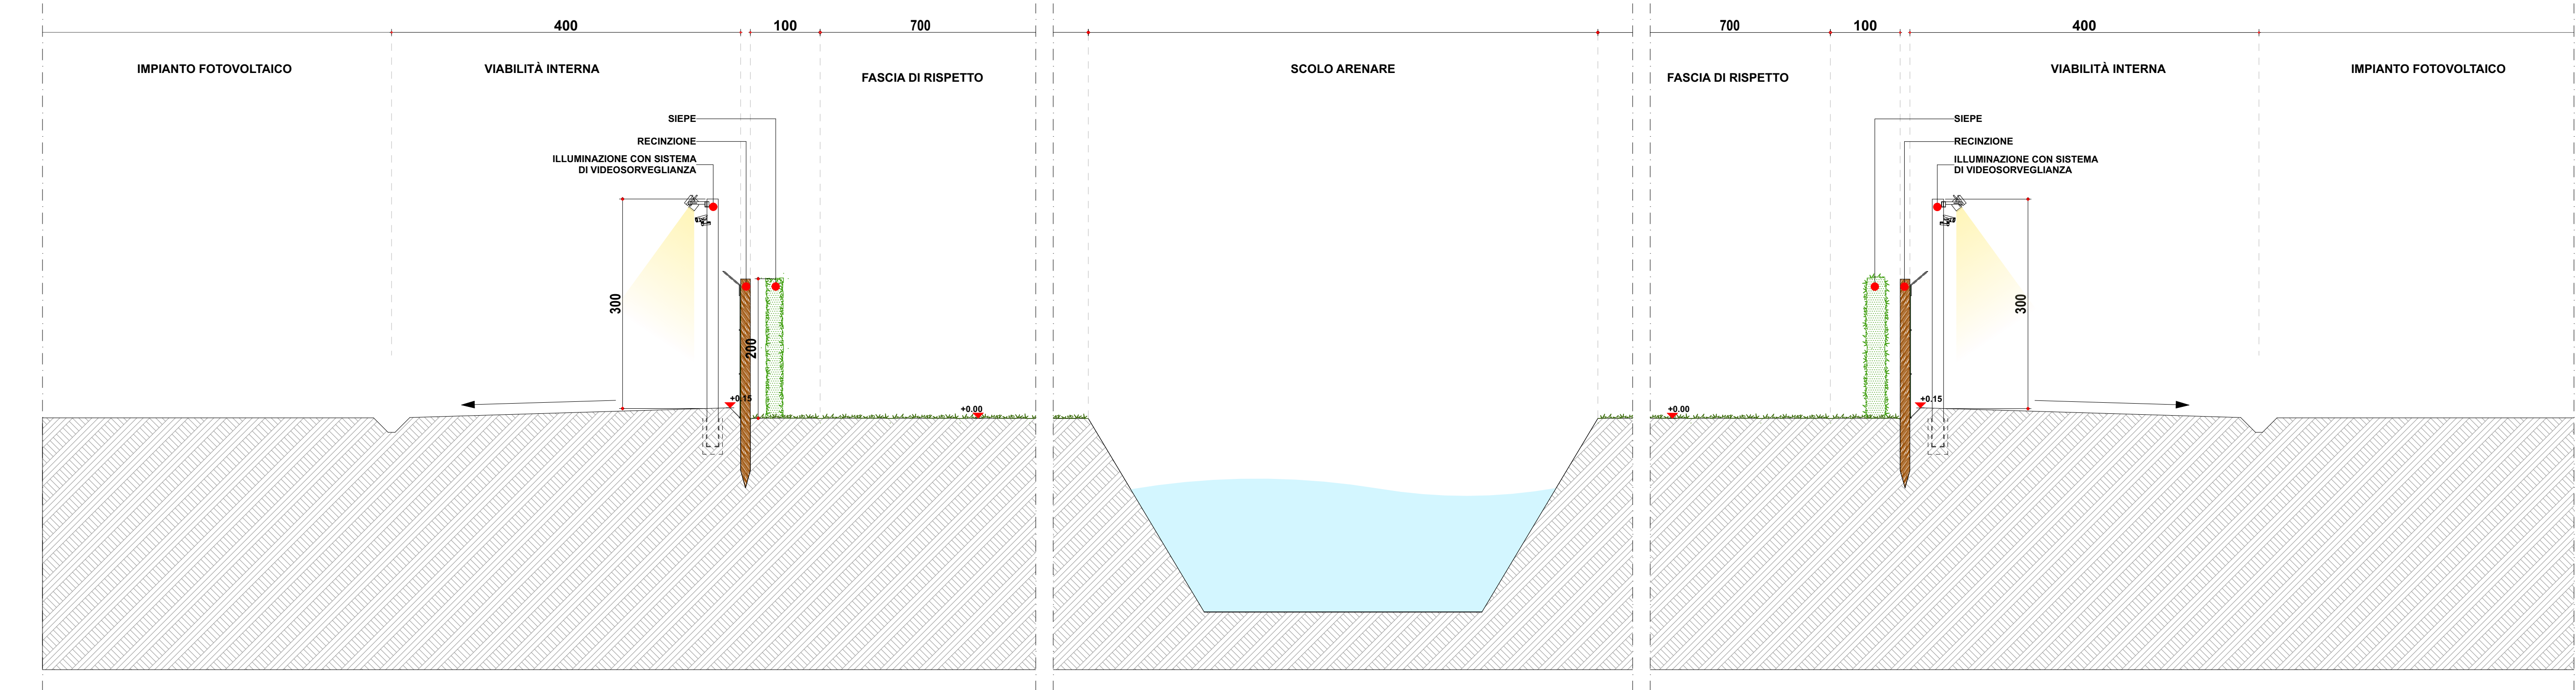 400
100
700
700
100
400
IMPIANTO FOTOVOLTAICO
VIABILITÀ INTERNA
FASCIA DI RISPETTO
SCOLO ARENARE
FASCIA DI RISPETTO
VIABILITÀ INTERNA
IMPIANTO FOTOVOLTAICO
SIEPE
RECINZIONE
ILLUMINAZIONE CON SISTEMA
DI VIDEOSORVEGLIANZA
300
200
+0.15
+0.00
SIEPE
RECINZIONE
ILLUMINAZIONE CON SISTEMA
DI VIDEOSORVEGLIANZA
300
+0.00
+0.15